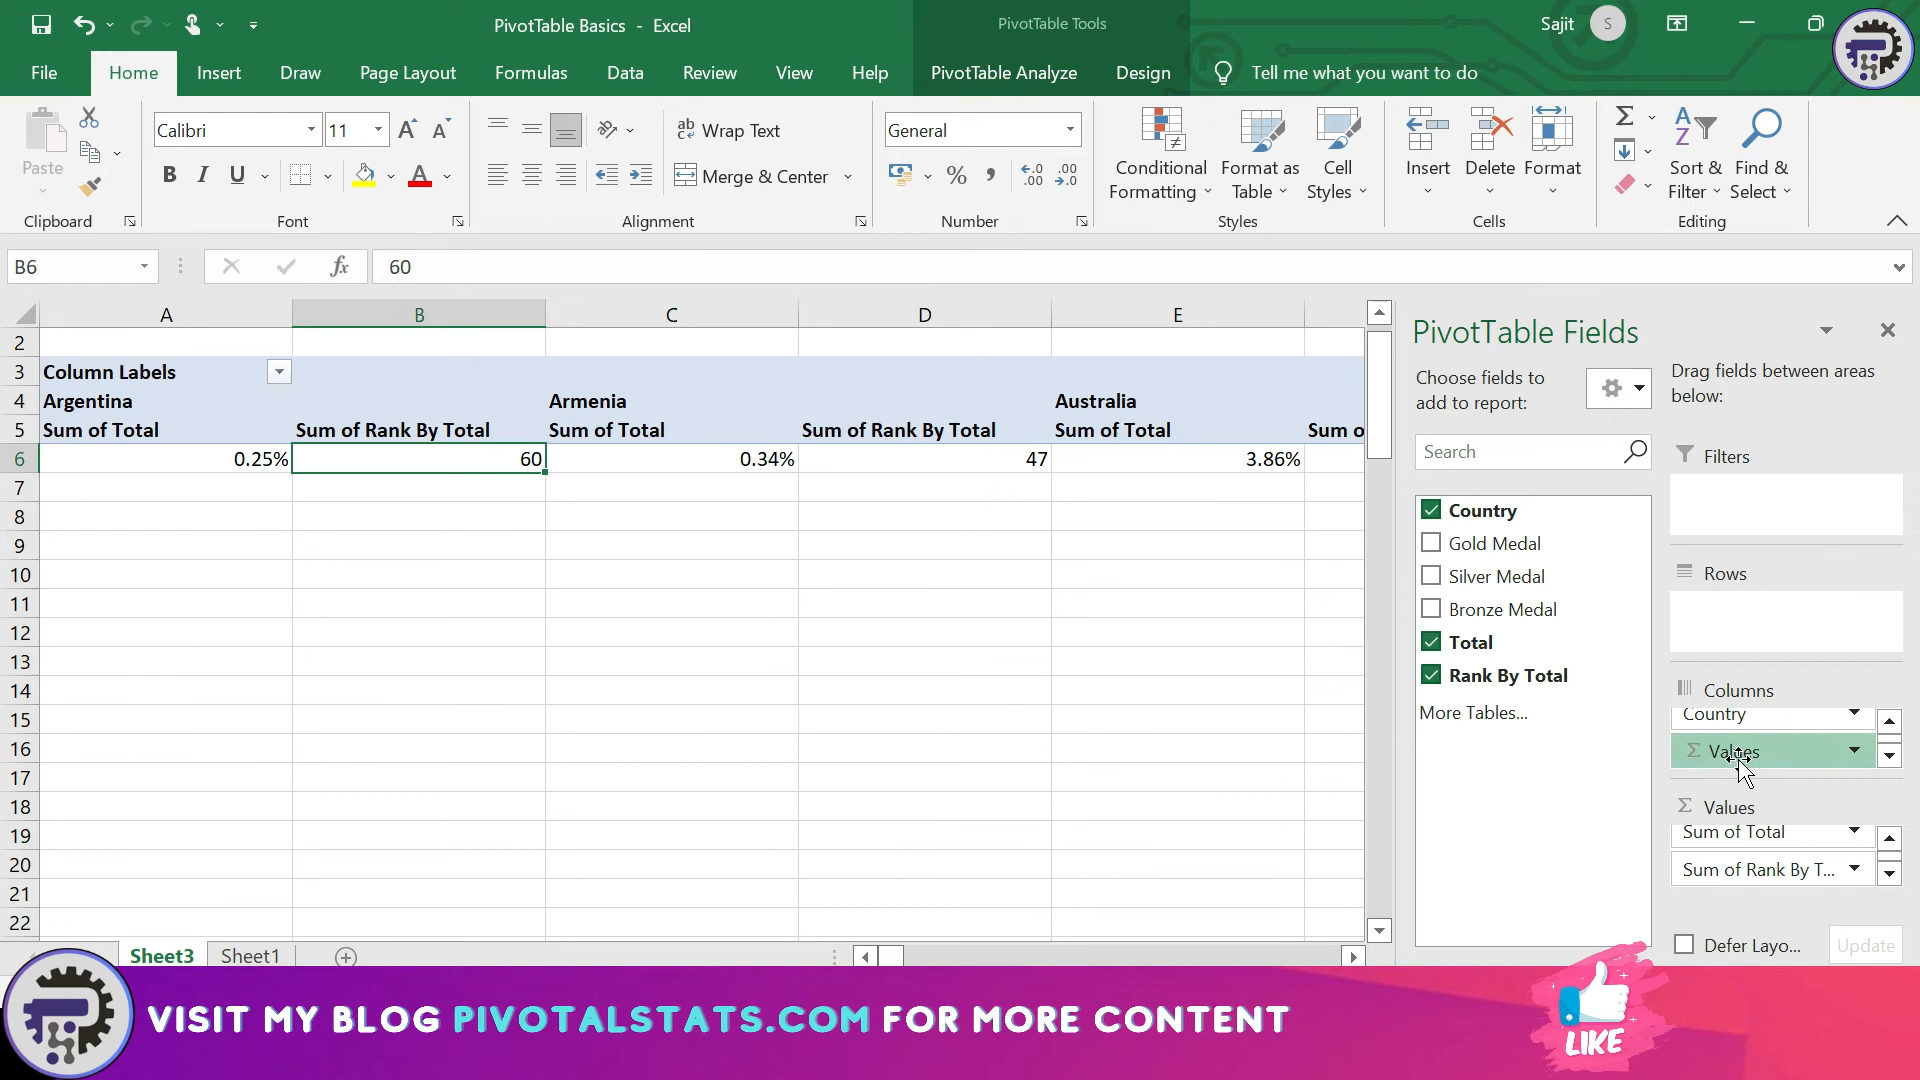 PivotTable Basics - Excel
PivotTable Tools
Sajit S
File Home Insert Draw Page Layout Formulas Data Review View Help PivotTable Analyze Design Tell me what you want to do
Paste
Clipboard
Calibri 11
B I U A
Font
ab Wrap Text
Merge & Center
Alignment
General
Number
Conditional Formatting
Format as Table
Cell Styles
Styles
Insert Delete Format
Cells
Sort & Filter
Find & Select
Editing
B6 fx 60
A B C D E
2
3 Column Labels
4 Argentina Armenia Australia
5 Sum of Total Sum of Rank By Total Sum of Total Sum of Rank By Total Sum of Total Sum o
6 0.25% 60 0.34% 47 3.86%
7
8
9
10
11
12
13
14
15
16
17
18
19
20
21
22
PivotTable Fields
Choose fields to add to report:
Search
Country
Gold Medal
Silver Medal
Bronze Medal
Total
Rank By Total
More Tables...
Drag fields between areas below:
Filters
Rows
Columns
Country
Σ Values
Σ Values
Sum of Total
Sum of Rank By T...
Defer Layo... Update
Sheet3 Sheet1
VISIT MY BLOG PIVOTALSTATS.COM FOR MORE CONTENT
LIKE